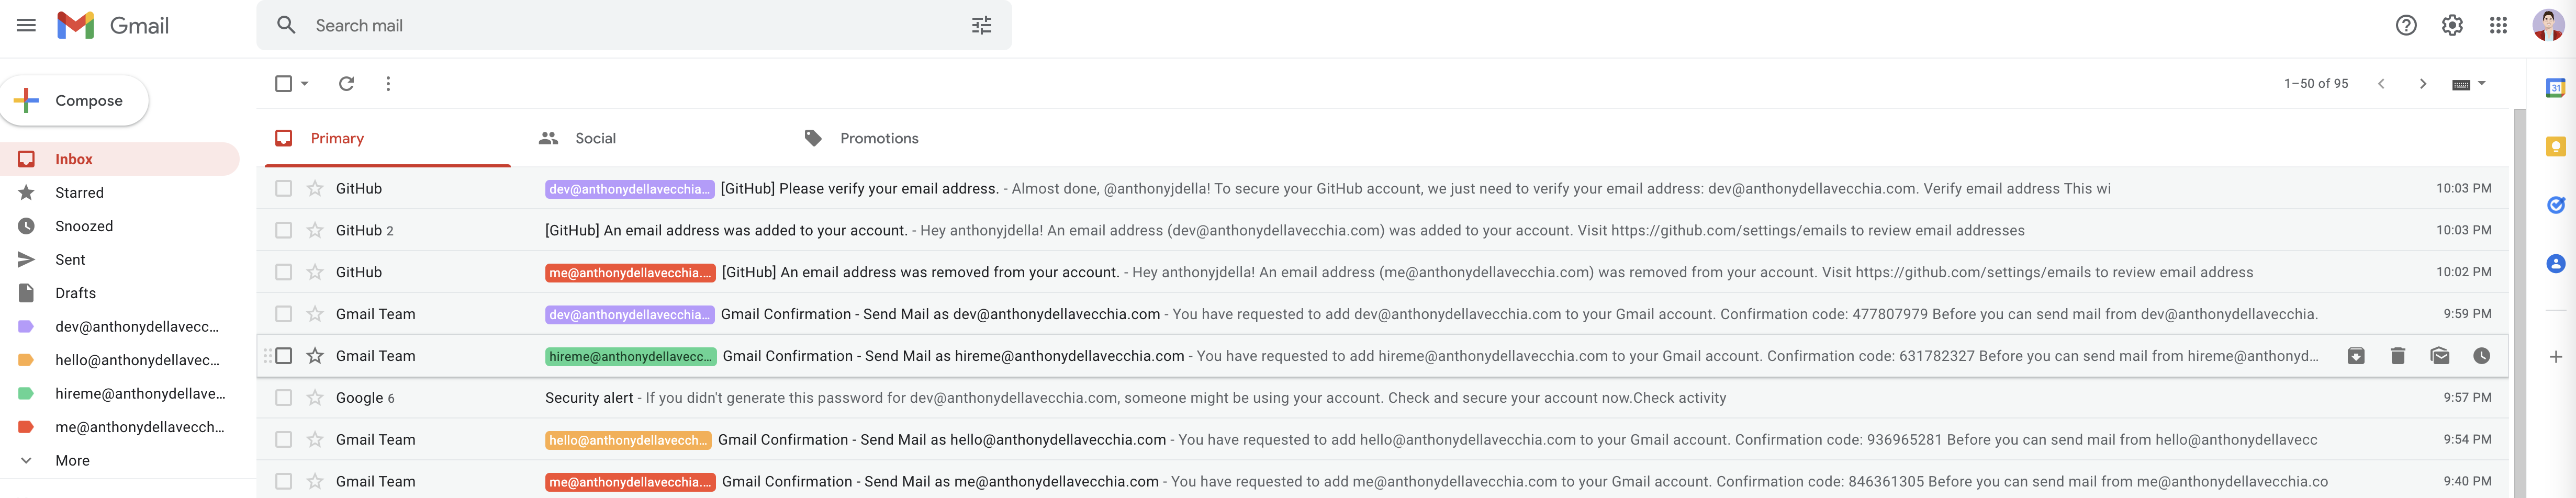 Gmail
Search mail
Compose
1–50 of 95
31
Primary
Social
Promotions
Inbox
Starred
Snoozed
Sent
Drafts
dev@anthonydellavecc...
hello@anthonydellavec...
hireme@anthonydellave...
me@anthonydellavecch...
More
GitHub dev@anthonydellavecchia... [GitHub] Please verify your email address. - Almost done, @anthonyjdella! To secure your GitHub account, we just need to verify your email address: dev@anthonydellavecchia.com. Verify email address This wi 10:03 PM
GitHub 2 [GitHub] An email address was added to your account. - Hey anthonyjdella! An email address (dev@anthonydellavecchia.com) was added to your account. Visit https://github.com/settings/emails to review email addresses 10:03 PM
GitHub me@anthonydellavecchia.... [GitHub] An email address was removed from your account. - Hey anthonyjdella! An email address (me@anthonydellavecchia.com) was removed from your account. Visit https://github.com/settings/emails to review email address 10:02 PM
Gmail Team dev@anthonydellavecchia... Gmail Confirmation - Send Mail as dev@anthonydellavecchia.com - You have requested to add dev@anthonydellavecchia.com to your Gmail account. Confirmation code: 477807979 Before you can send mail from dev@anthonydellavecchia. 9:59 PM
Gmail Team hireme@anthonydellavecc... Gmail Confirmation - Send Mail as hireme@anthonydellavecchia.com - You have requested to add hireme@anthonydellavecchia.com to your Gmail account. Confirmation code: 631782327 Before you can send mail from hireme@anthonyd...
Google 6 Security alert - If you didn't generate this password for dev@anthonydellavecchia.com, someone might be using your account. Check and secure your account now.Check activity 9:57 PM
Gmail Team hello@anthonydellavecch... Gmail Confirmation - Send Mail as hello@anthonydellavecchia.com - You have requested to add hello@anthonydellavecchia.com to your Gmail account. Confirmation code: 936965281 Before you can send mail from hello@anthonydellavecc 9:54 PM
Gmail Team me@anthonydellavecchia.... Gmail Confirmation - Send Mail as me@anthonydellavecchia.com - You have requested to add me@anthonydellavecchia.com to your Gmail account. Confirmation code: 846361305 Before you can send mail from me@anthonydellavecchia.co 9:40 PM